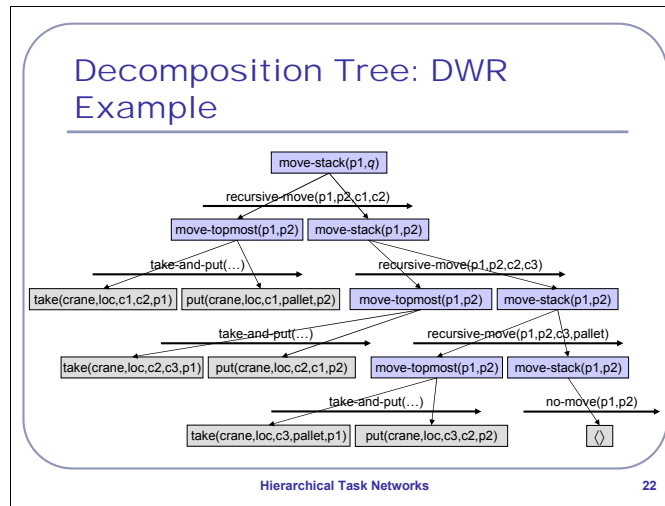 Decomposition Tree: DWR
Example
move-stack(p1,q)
recursive-move(p1,p2,c1,c2)
move-topmost(p1,p2) move-stack(p1,p2)
take-and-put(…) recursive-move(p1,p2,c2,c3)
take(crane,loc,c1,c2,p1) put(crane,loc,c1,pallet,p2) move-topmost(p1,p2) move-stack(p1,p2)
take-and-put(…) recursive-move(p1,p2,c3,pallet)
take(crane,loc,c2,c3,p1) put(crane,loc,c2,c1,p2) move-topmost(p1,p2) move-stack(p1,p2)
take-and-put(…) no-move(p1,p2)
take(crane,loc,c3,pallet,p1) put(crane,loc,c3,c2,p2) ⟨⟩
Hierarchical Task Networks 22